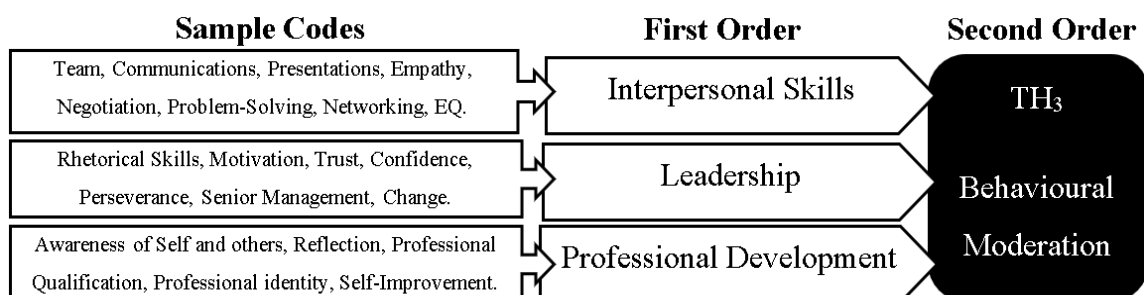 Sample Codes First Order Second Order
Team, Communications, Presentations, Empathy,
Negotiation, Problem-Solving, Networking, EQ.
Interpersonal Skills
Rhetorical Skills, Motivation, Trust, Confidence,
Perseverance, Senior Management, Change.
Leadership
Awareness of Self and others, Reflection, Professional
Qualification, Professional identity, Self-Improvement.
Professional Development
TH₃
Behavioural
Moderation